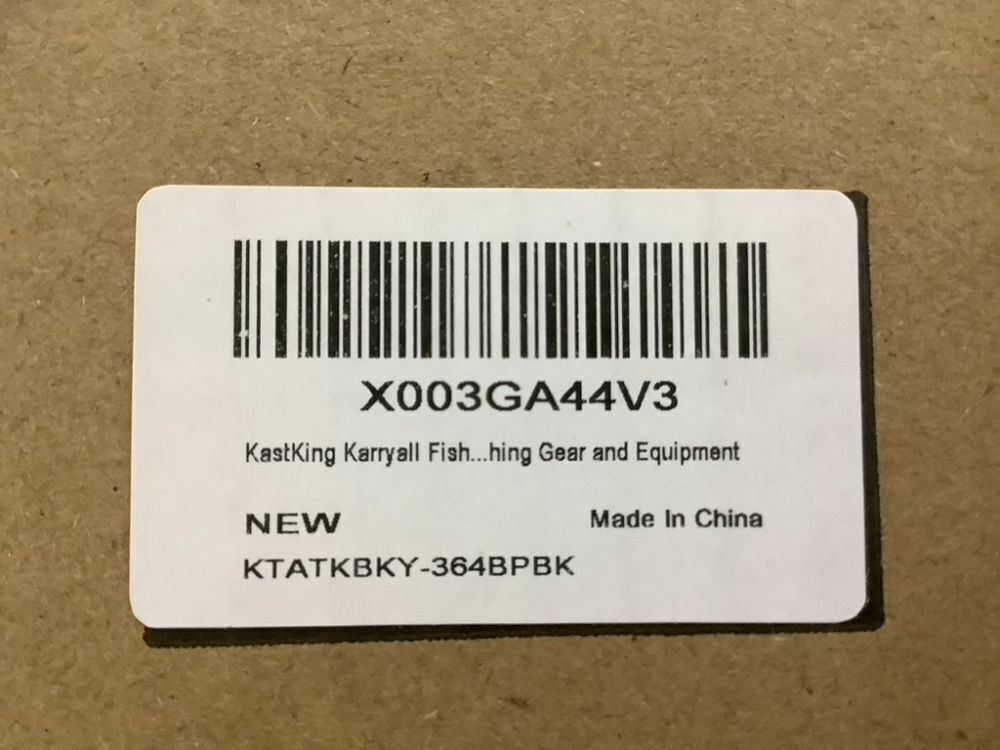 X003GA44V3
KastKing Karryall Fish...hing Gear and Equipment
NEW Made In China
KTATKBKY-364BPBK